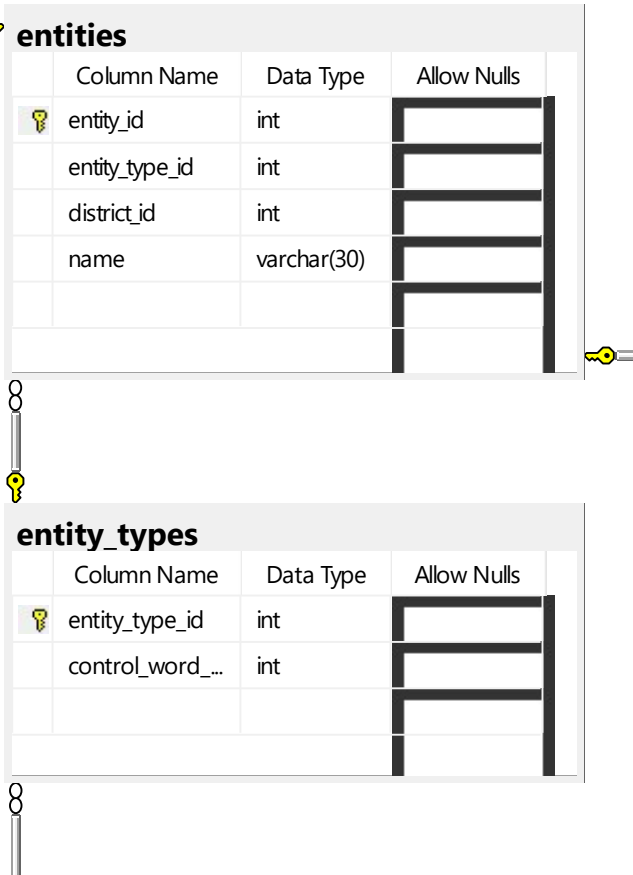 entities
Column Name Data Type Allow Nulls
entity_id int
entity_type_id int
district_id int
name varchar(30)
entity_types
Column Name Data Type Allow Nulls
entity_type_id int
control_word_... int